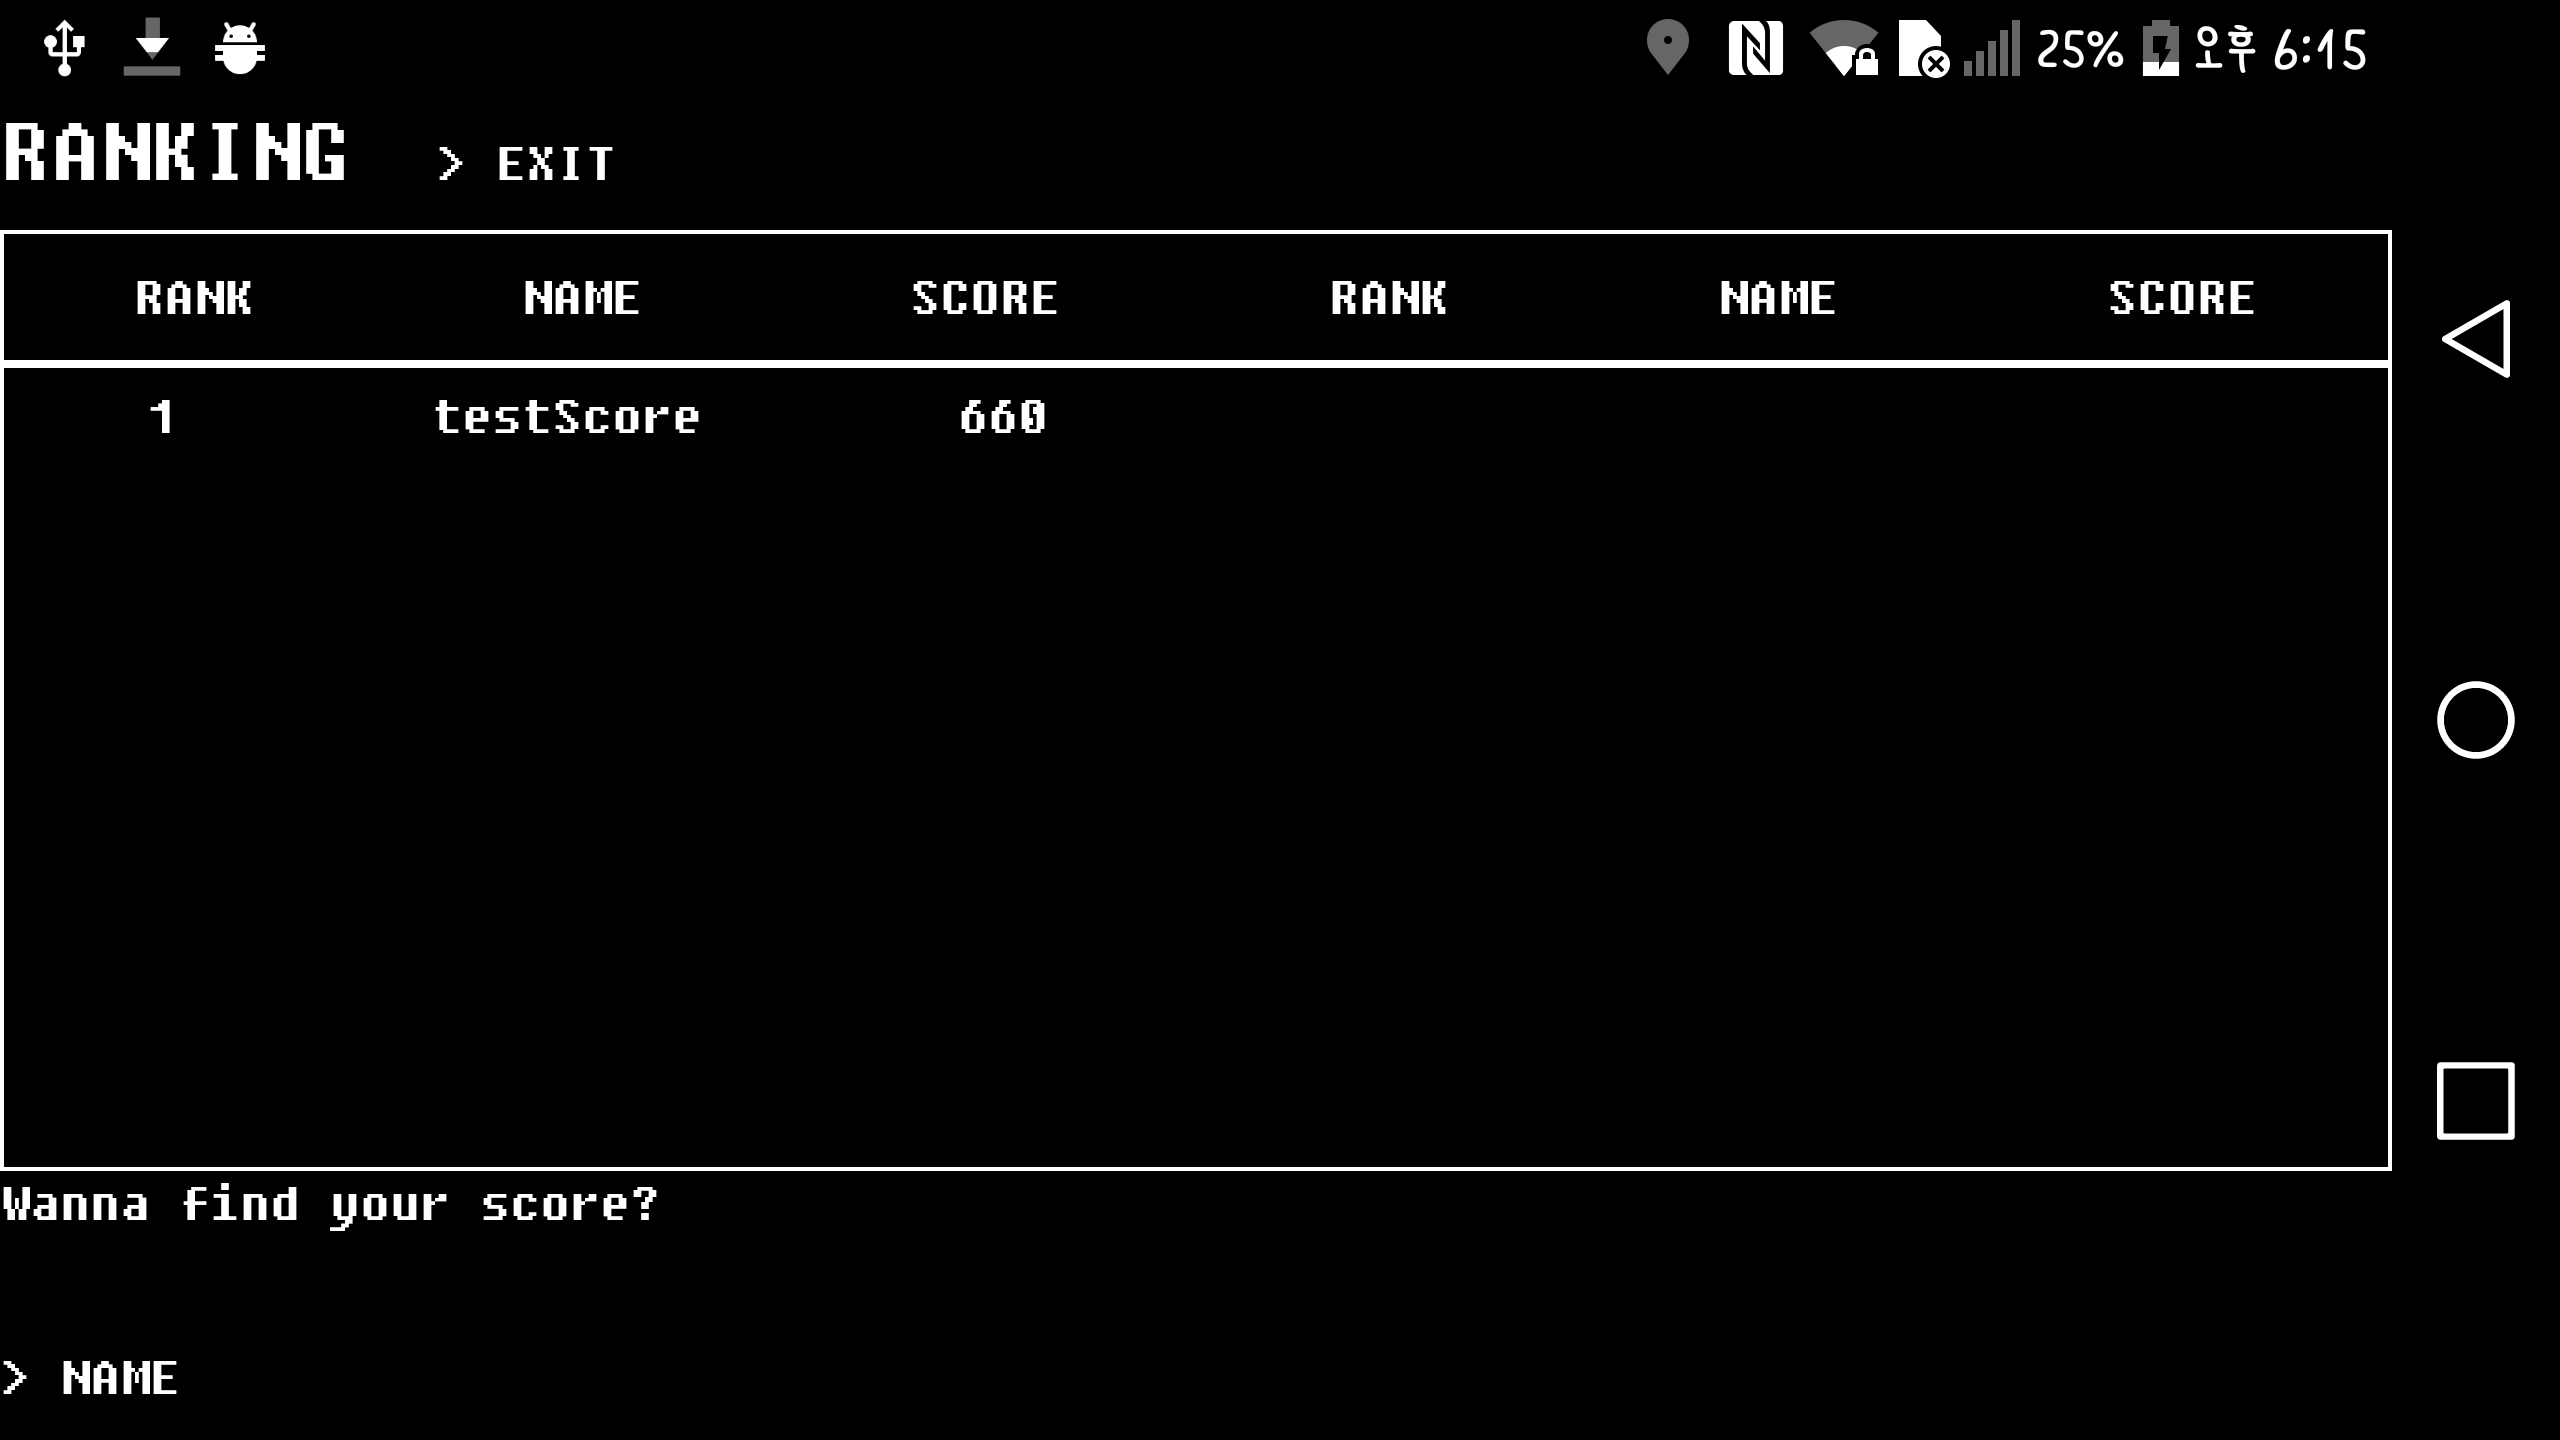 25% 오후 6:15
RANKING > EXIT
RANK NAME SCORE RANK NAME SCORE
1 testScore 660
Wanna find your score?
> NAME